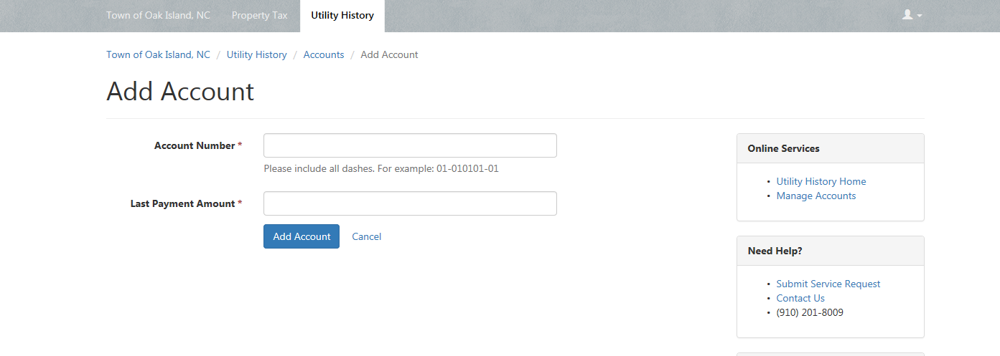 Town of Oak Island, NC Property Tax Utility History
Town of Oak Island, NC / Utility History / Accounts / Add Account
Add Account
Account Number *
Please include all dashes. For example: 01-010101-01
Last Payment Amount *
Add Account Cancel
Online Services
• Utility History Home
• Manage Accounts
Need Help?
• Submit Service Request
• Contact Us
• (910) 201-8009